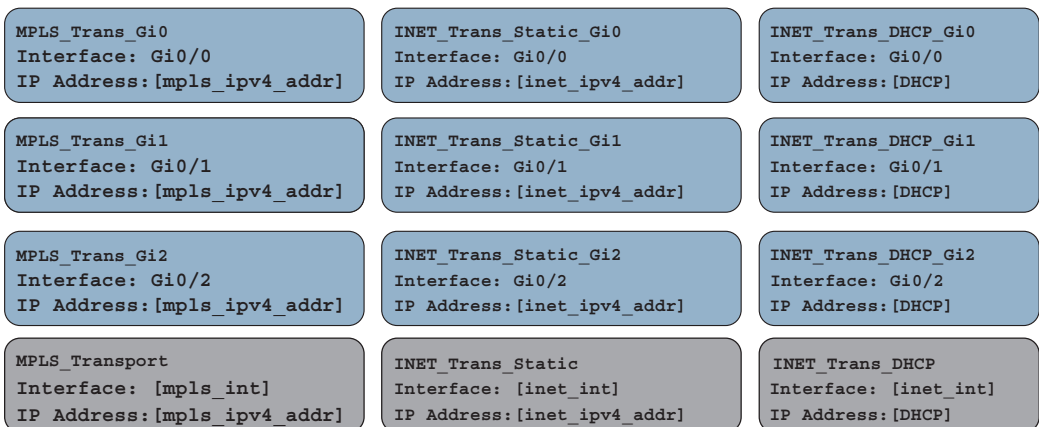 MPLS_Trans_Gi0
Interface: Gi0/0
IP Address:[mpls_ipv4_addr]
INET_Trans_Static_Gi0
Interface: Gi0/0
IP Address:[inet_ipv4_addr]
INET_Trans_DHCP_Gi0
Interface: Gi0/0
IP Address:[DHCP]
MPLS_Trans_Gi1
Interface: Gi0/1
IP Address:[mpls_ipv4_addr]
INET_Trans_Static_Gi1
Interface: Gi0/1
IP Address:[inet_ipv4_addr]
INET_Trans_DHCP_Gi1
Interface: Gi0/1
IP Address:[DHCP]
MPLS_Trans_Gi2
Interface: Gi0/2
IP Address:[mpls_ipv4_addr]
INET_Trans_Static_Gi2
Interface: Gi0/2
IP Address:[inet_ipv4_addr]
INET_Trans_DHCP_Gi2
Interface: Gi0/2
IP Address:[DHCP]
MPLS_Transport
Interface: [mpls_int]
IP Address:[mpls_ipv4_addr]
INET_Trans_Static
Interface: [inet_int]
IP Address:[inet_ipv4_addr]
INET_Trans_DHCP
Interface: [inet_int]
IP Address:[DHCP]